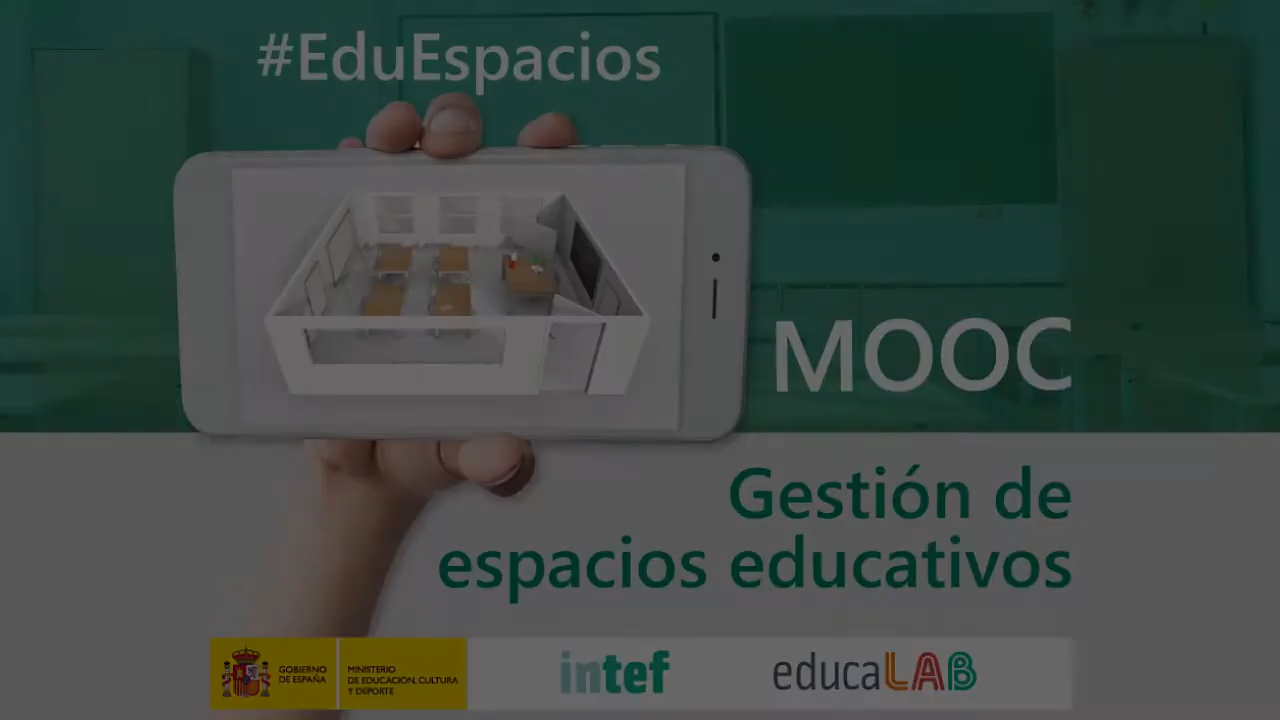 #EduEspacios
MOOC
Gestión de
espacios educativos
GOBIERNO
DE ESPAÑA
MINISTERIO
DE EDUCACIÓN, CULTURA
Y DEPORTE
intef
educaLAB